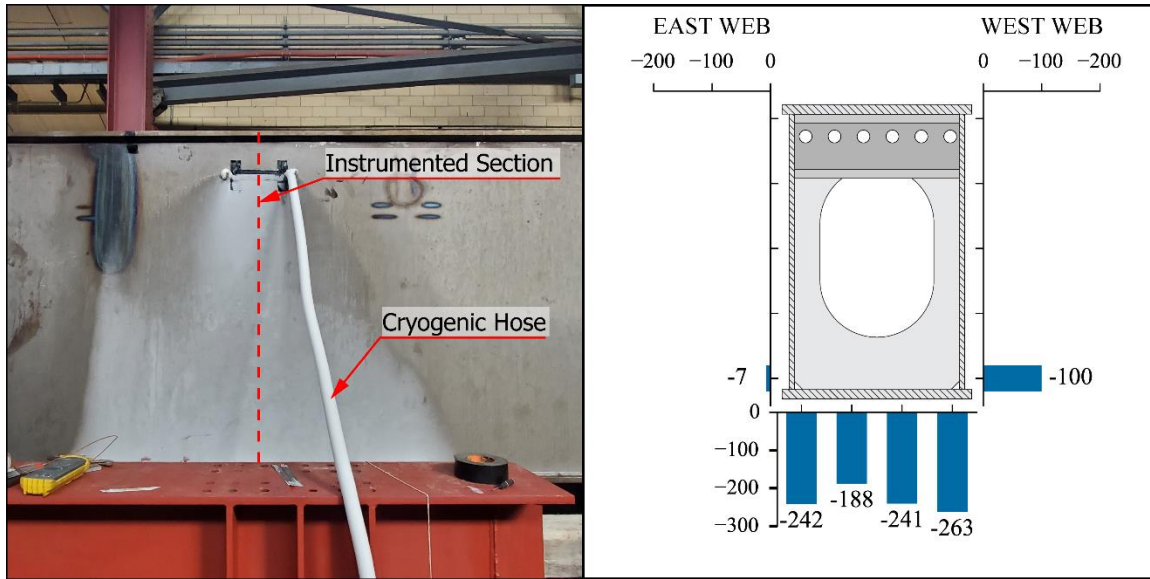 Instrumented Section
Cryogenic Hose
EAST WEB
WEST WEB
−200 −100 0
0 −100 −200
-7
-100
0
−100
−200
−300
-242
-188
-241
-263